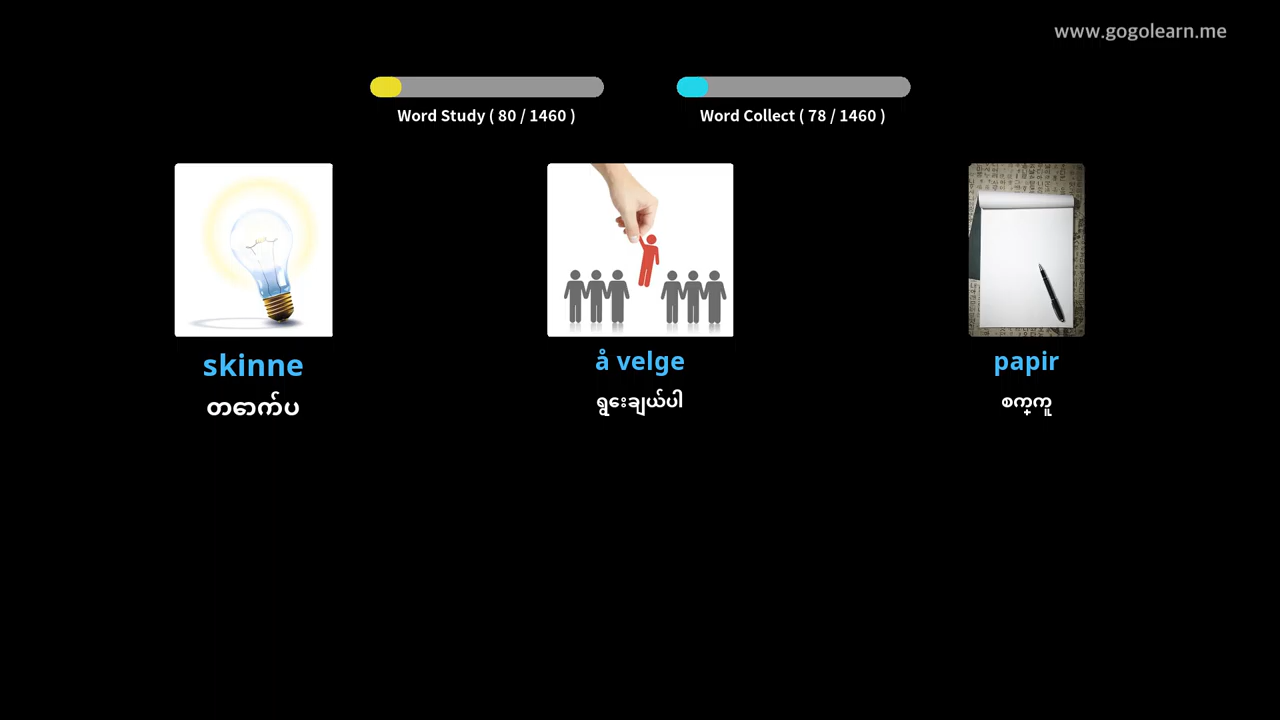 www.gogolearn.me
Word Study ( 80 / 1460 )
Word Collect ( 78 / 1460 )
skinne
တောက်ပ
å velge
ရွေးချယ်ပါ
papir
စက္ကူ